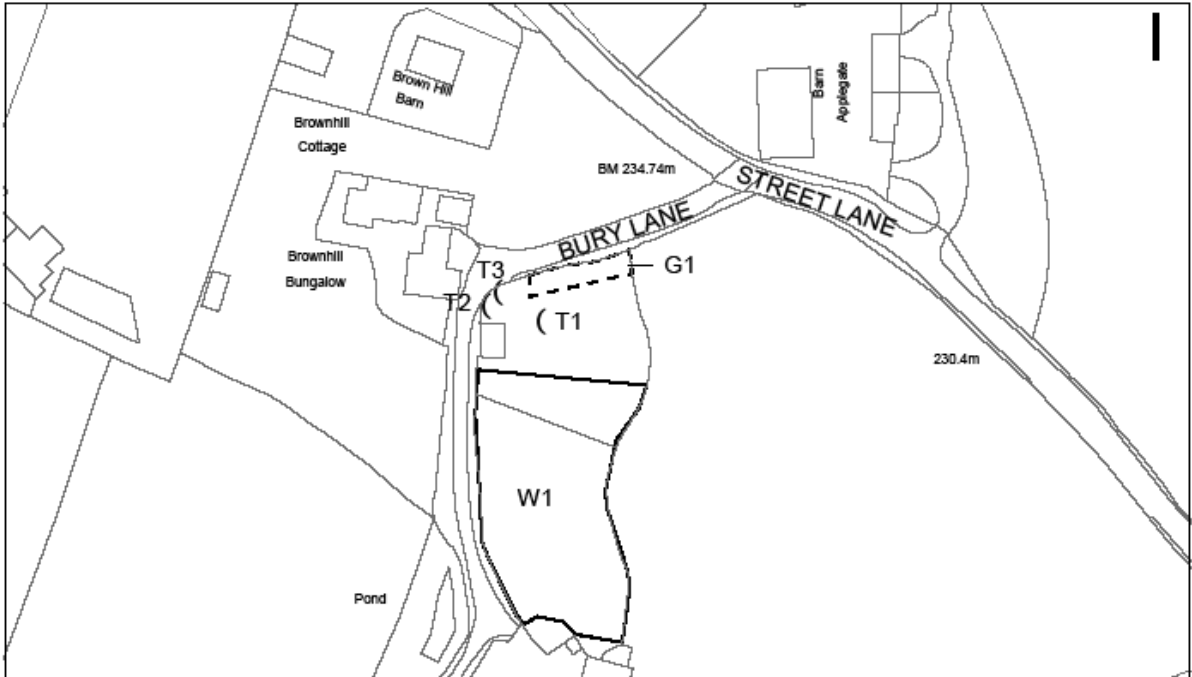 Brown Hill
Barn
Barn
Applegate
Brownhill
Cottage
BM 234.74m
STREET LANE
BURY LANE
Brownhill
Bungalow
T3
G1
T2
T1
230.4m
W1
Pond